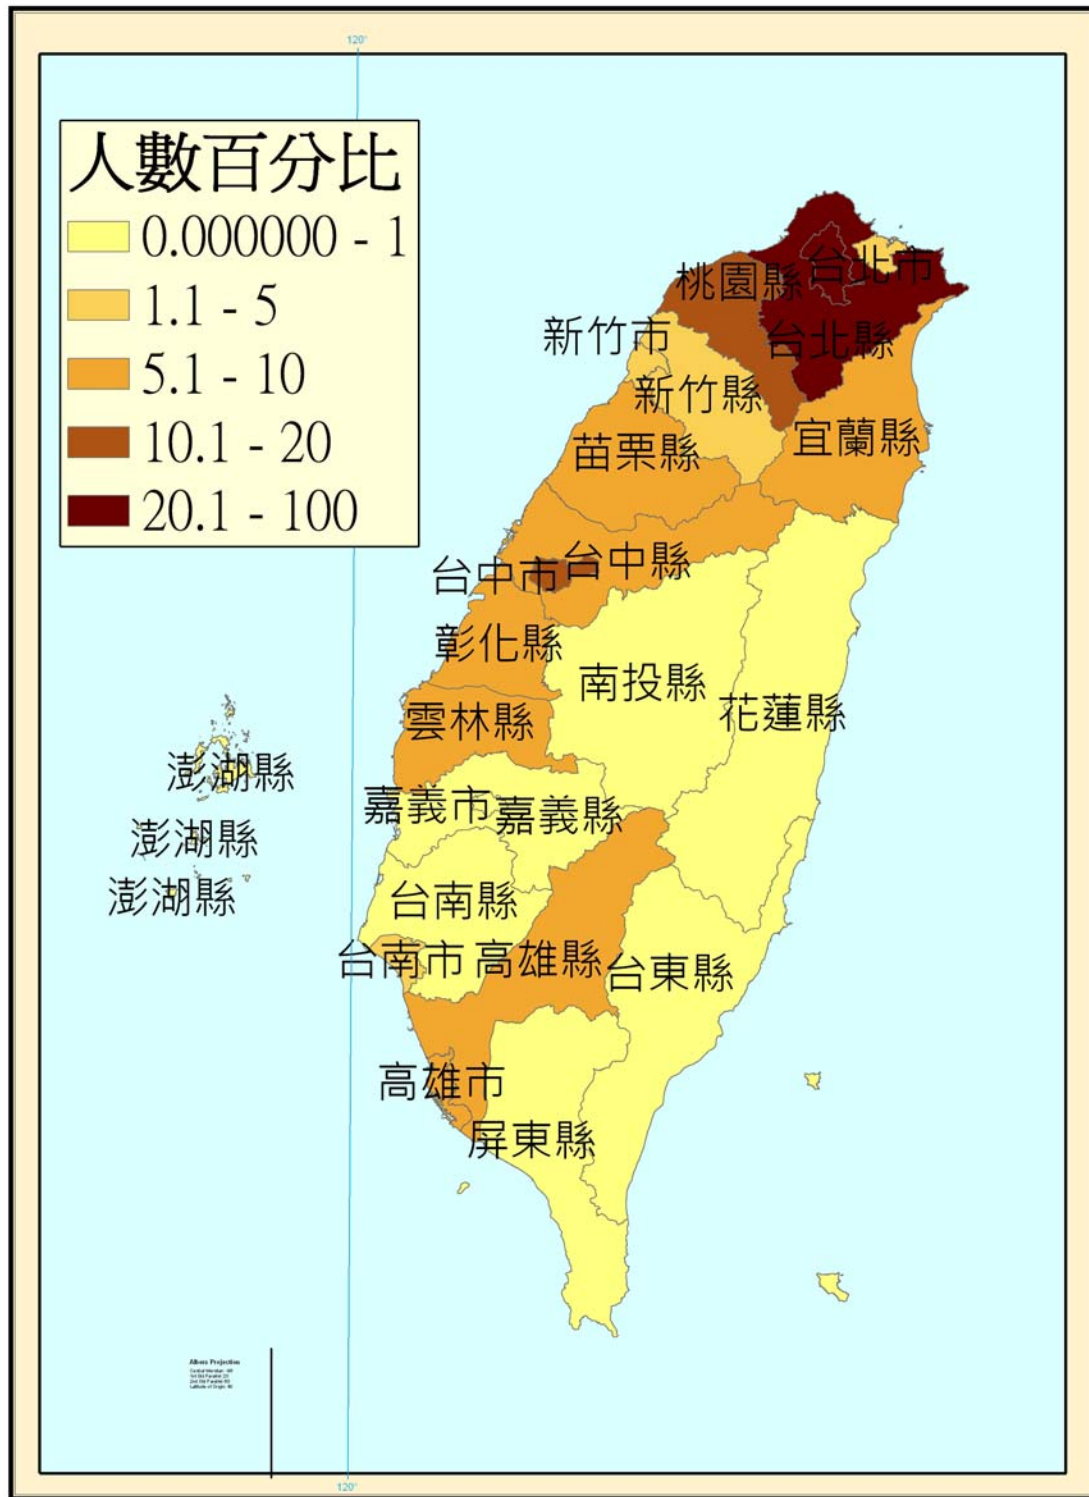 120°
人數百分比
0.000000 - 1
1.1 - 5
5.1 - 10
10.1 - 20
20.1 - 100
台北市
桃園縣
新竹市
台北縣
新竹縣
宜蘭縣
苗栗縣
台中縣
台中市
彰化縣
南投縣
花蓮縣
雲林縣
澎湖縣
嘉義市
嘉義縣
澎湖縣
澎湖縣
台南縣
台南市
高雄縣
台東縣
高雄市
屏東縣
Albers Projection
120°